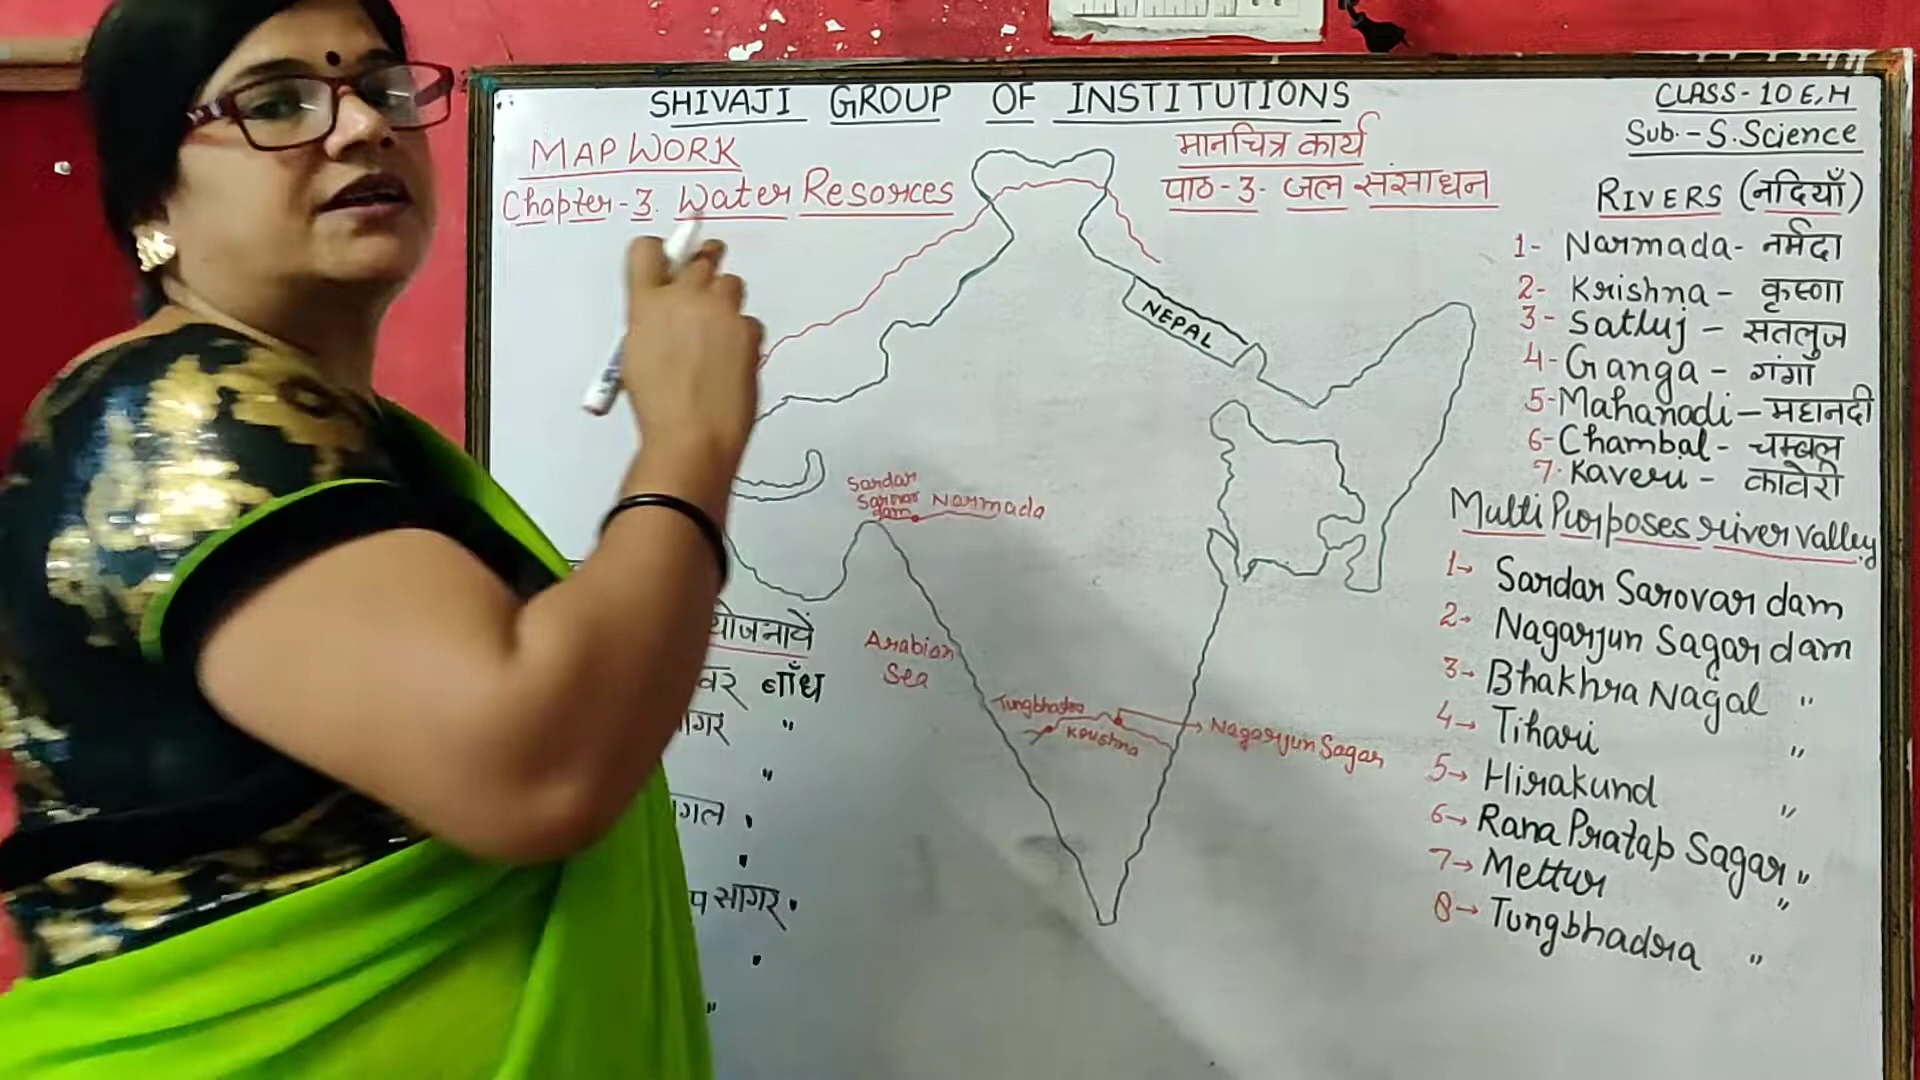 SHIVAJI GROUP OF INSTITUTIONS
CLASS-10 E,H
Sub.-S.Science
MAP WORK
Chapter-3. Water Resorces
मानचित्र कार्य
पाठ-3- जल संसाधन
RIVERS (नदियाँ)
1- Narmada- नर्मदा
2- Krishna- कृष्णा
3- Satluj- सतलुज
4- Ganga- गंगा
5-Mahanadi-महानदी
6-Chambal- चम्बल
7. Kaveri- कावेरी
Multi Purposes river valley
1→ Sardar Sarovar dam
2- Nagarjun Sagar dam
3→ Bhakhra Nagal "
4→ Tihari "
5→ Hirakund "
6→ Rana Pratap Sagar "
7→ Mettur "
8→ Tungbhadra "
NEPAL
Sardar
Sarovar
dam
Narmada
Arabian
Sea
Tungbhadra
Krishna
Nagarjun Sagar
योजनायें
वर बाँध
ागर "
"
ागल "
"
प सागर "
"
"